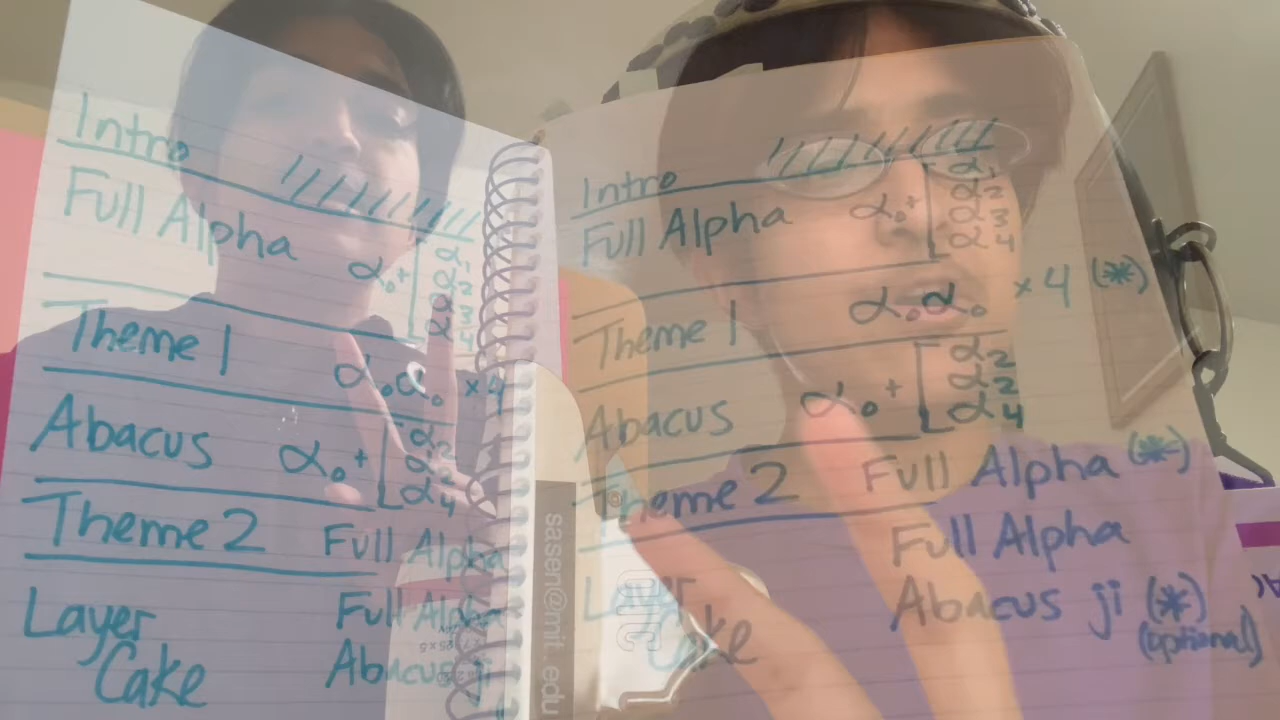 Intro
Full Alpha α₀ + [ α₁
α₂
α₃
α₄
Theme 1 α₀α₀ ×4
Abacus α₀ + [ α₂
α₂
α₄
Theme 2 Full Alpha
Layer Cake Full Alpha
Abacus ji
Intro
Full Alpha α₀ + [ α₁
α₂
α₃
α₄
Theme 1 α₀α₀ ×4 (*)
Abacus α₀ + [ α₂
α₂
α₄
Theme 2 Full Alpha (*)
Layer Cake Full Alpha
Abacus ji (*)
(optional)
sasen@mit.edu